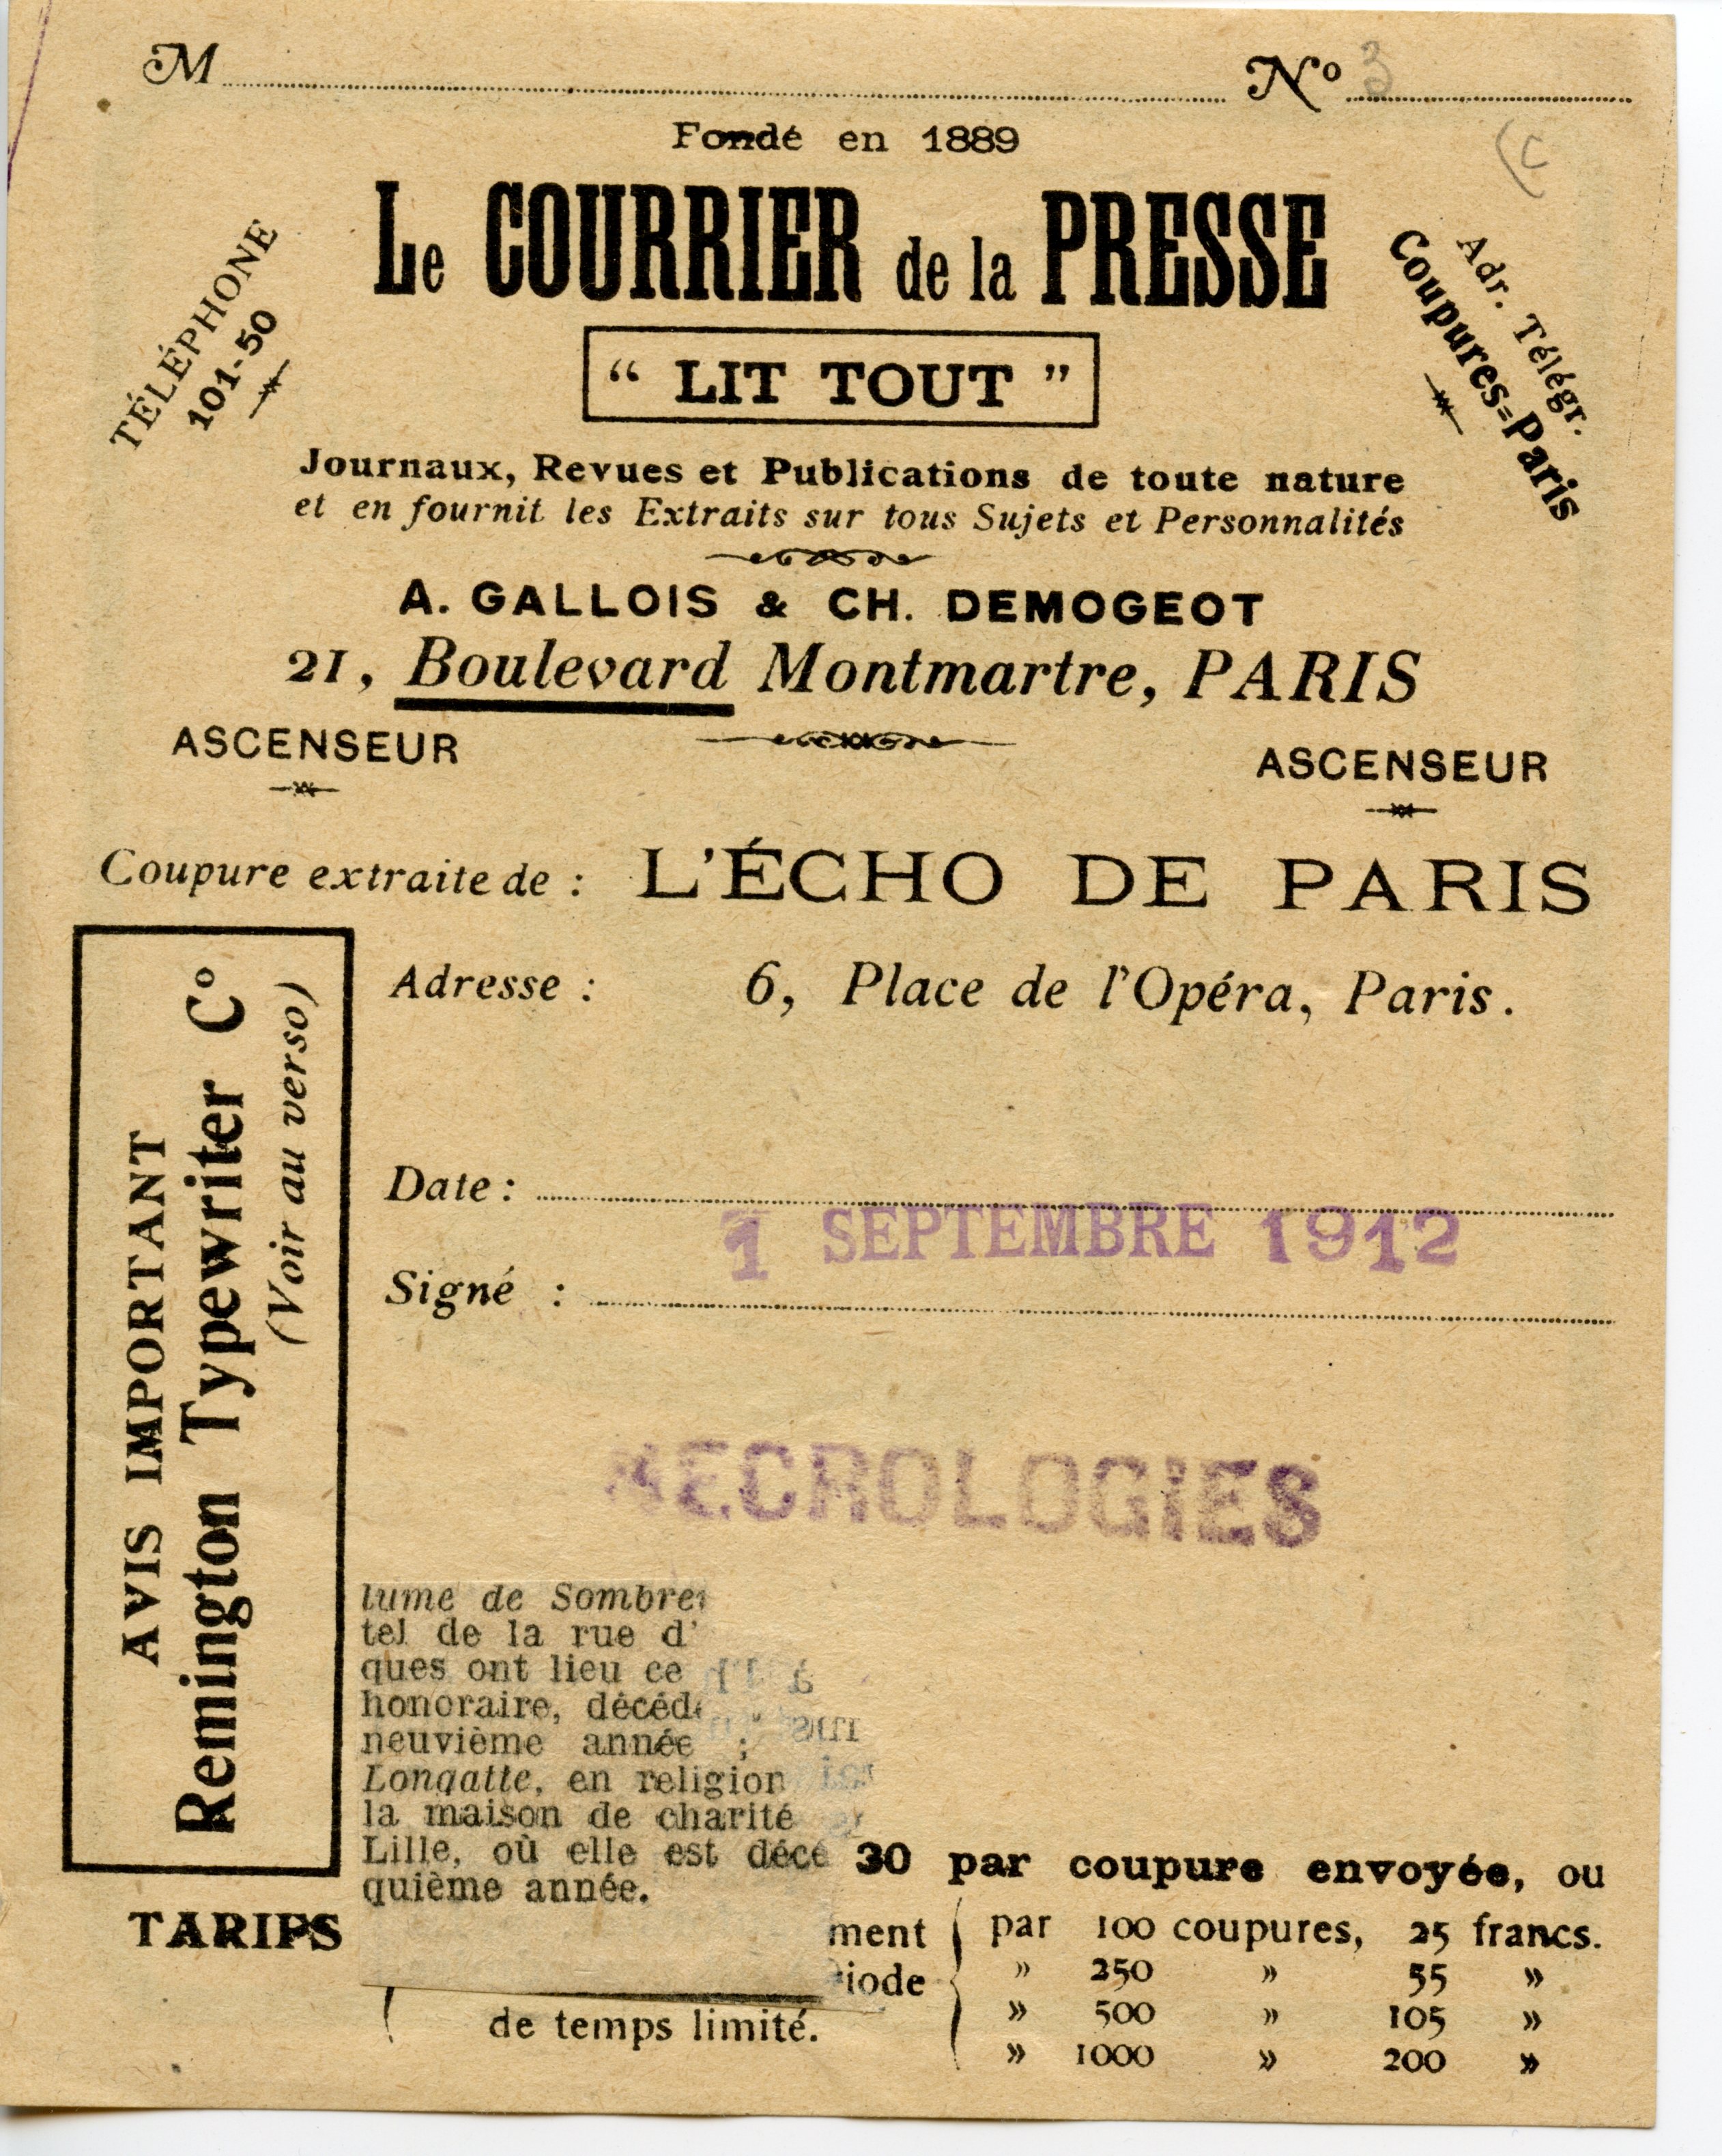 M Nº 3
(C
Fondé en 1889
LE COURRIER de la PRESSE
TÉLÉPHONE
101-50
Adr. Télégr.
Coupures=Paris
“ LIT TOUT ”
Journaux, Revues et Publications de toute nature
et en fournit les Extraits sur tous Sujets et Personnalités
A. GALLOIS & CH. DEMOGEOT
21, Boulevard Montmartre, PARIS
ASCENSEUR
ASCENSEUR
Coupure extraite de : L'ÉCHO DE PARIS
Adresse : 6, Place de l'Opéra, Paris.
Date :
1 SEPTEMBRE 1912
Signé :
AVIS IMPORTANT
Remington Typewriter Cº
(Voir au verso)
NECROLOGIES
lume de Sombre
tel de la rue d'
ques ont lieu ce
honoraire, décéd
neuvième année ;
Longatte, en religion
la maison de charité
Lille, où elle est décé
quième année.
30 par coupure envoyée, ou
TARIFS
ment par 100 coupures, 25 francs.
iode » 250 » 55 »
de temps limité. » 500 » 105 »
» 1000 » 200 »